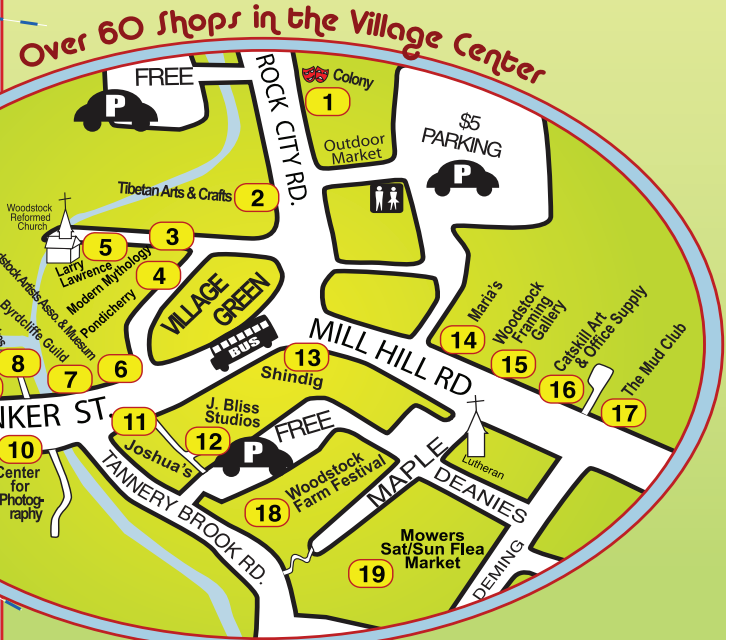 Over 60 Shops in the Village Center
FREE
P
ROCK CITY RD.
Colony
1
Outdoor
Market
$5
PARKING
P
Tibetan Arts & Crafts
2
Woodstock
Reformed
Church
3
5
Larry
Lawrence
Modern Mythology
4
Pondicherry
dstock Artists Asso. & Museum
Byrdcliffe Guild
6
7
8
VILLAGE
GREEN
BUS
MILL HILL RD
Maria's
14
Woodstock
Framing
Gallery
15
Catskill Art
& Office Supply
16
The Mud Club
17
13
Shindig
NKER ST.
11
J. Bliss
Studios
12
Joshua's
P
FREE
10
Center
for
Photog-
raphy
TANNERY BROOK RD.
Woodstock
Farm Festival
18
MAPLE
Lutheran
DEANIES
DEMING
Mowers
Sat/Sun Flea
Market
19